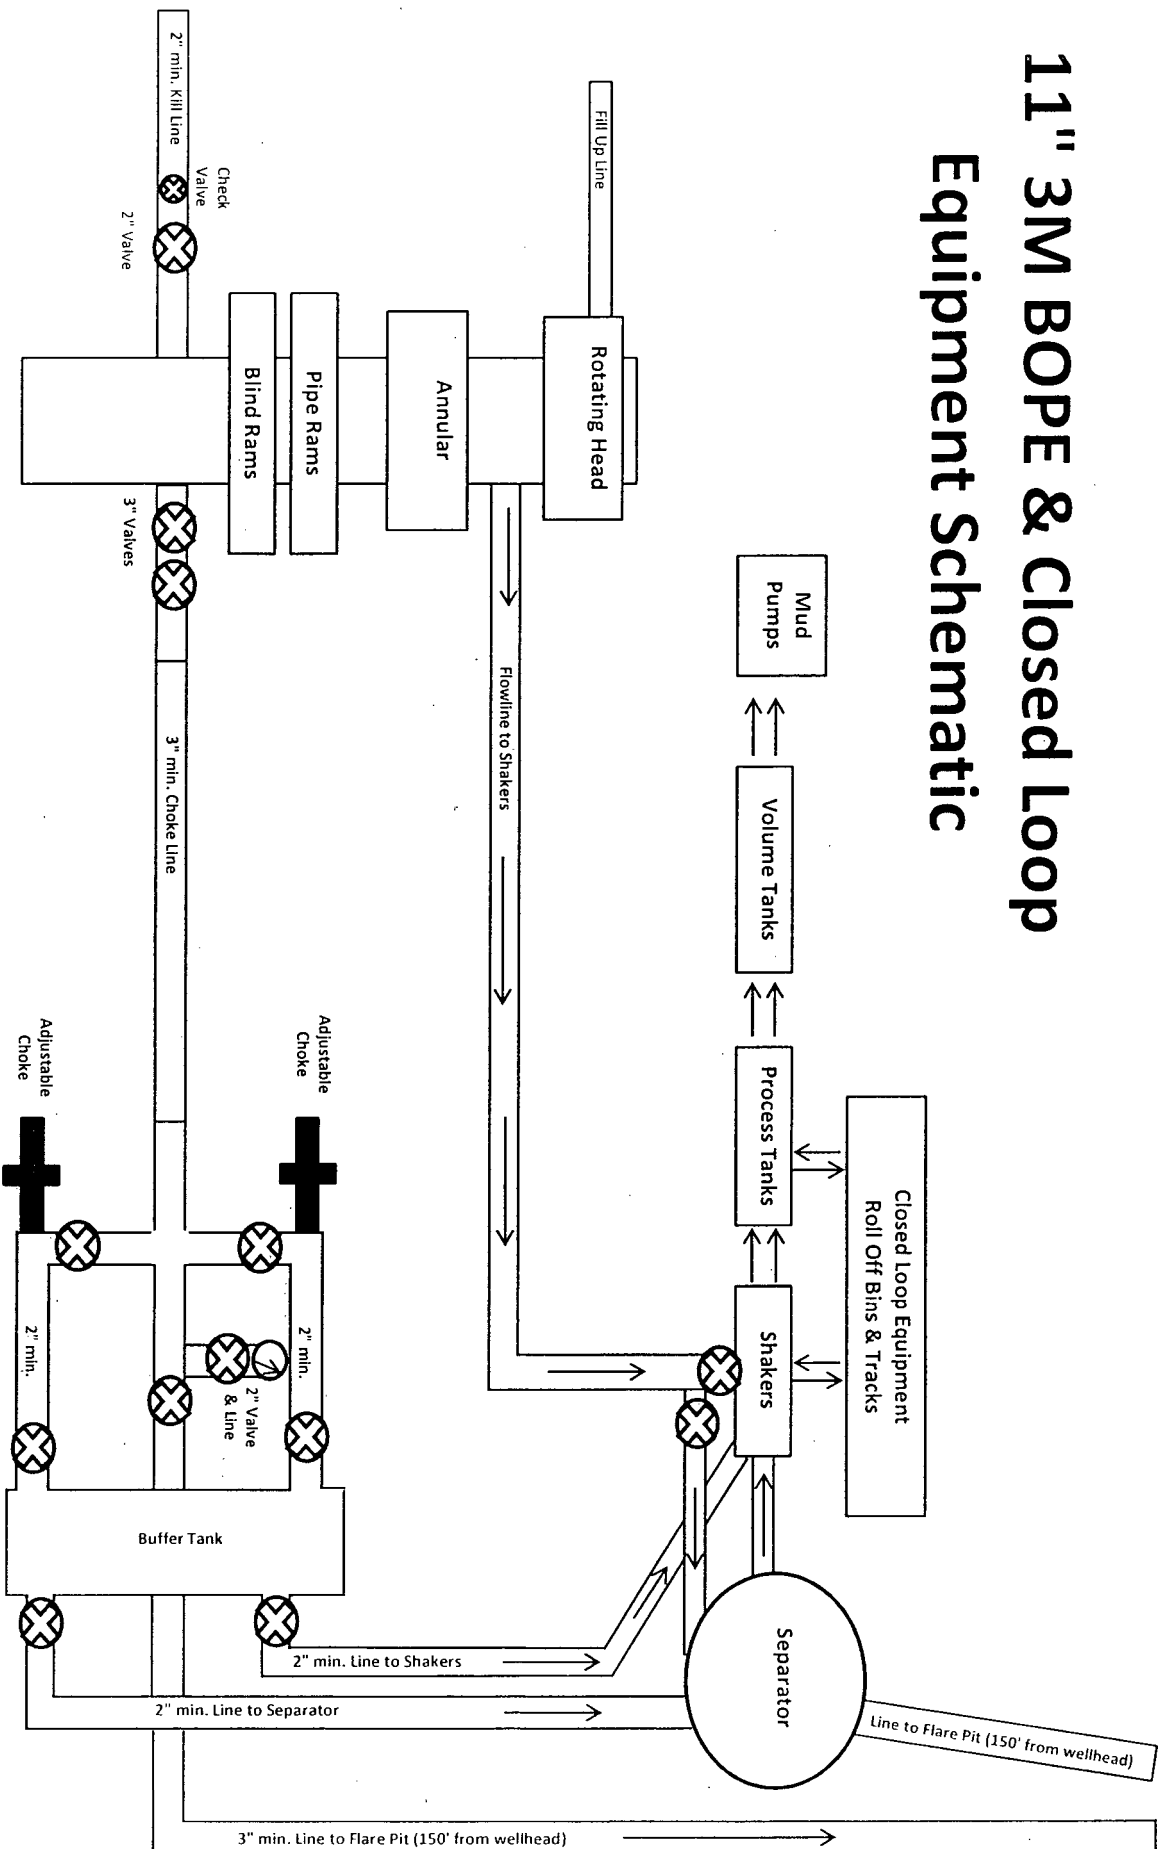 11" 3M BOPE & Closed Loop
Equipment Schematic
Fill Up Line
Rotating Head
Mud
Pumps
Volume Tanks
Process Tanks
Closed Loop Equipment
Roll Off Bins & Tracks
Shakers
Separator
Line to Flare Pit (150' from wellhead)
Flowline to Shakers
Annular
Pipe Rams
Blind Rams
2" min. Kill Line
Check
Valve
2" Valve
3" Valves
3" min. Choke Line
Adjustable
Choke
Adjustable
Choke
2" min.
2" Valve
& Line
2" min.
Buffer Tank
2" min. Line to Shakers
2" min. Line to Separator
3" min. Line to Flare Pit (150' from wellhead)